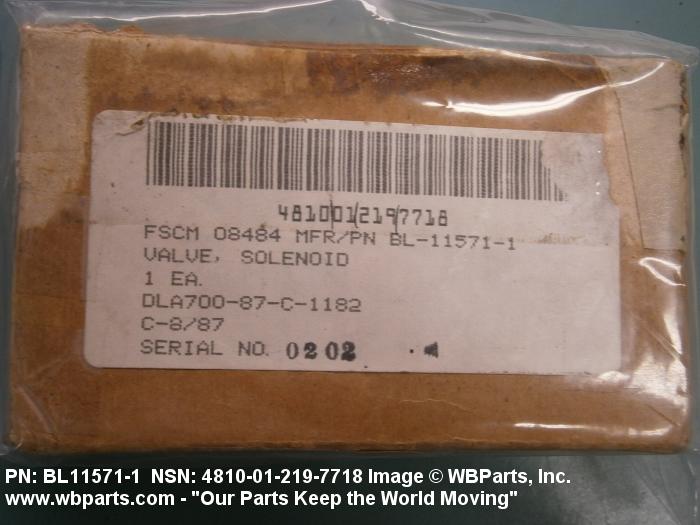 4810012197718
FSCM 08484 MFR/PN BL-11571-1
VALVE, SOLENOID
1 EA.
DLA700-87-C-1182
C-8/87
SERIAL NO. 0202
PN: BL11571-1 NSN: 4810-01-219-7718 Image © WBParts, Inc.
www.wbparts.com - "Our Parts Keep the World Moving"